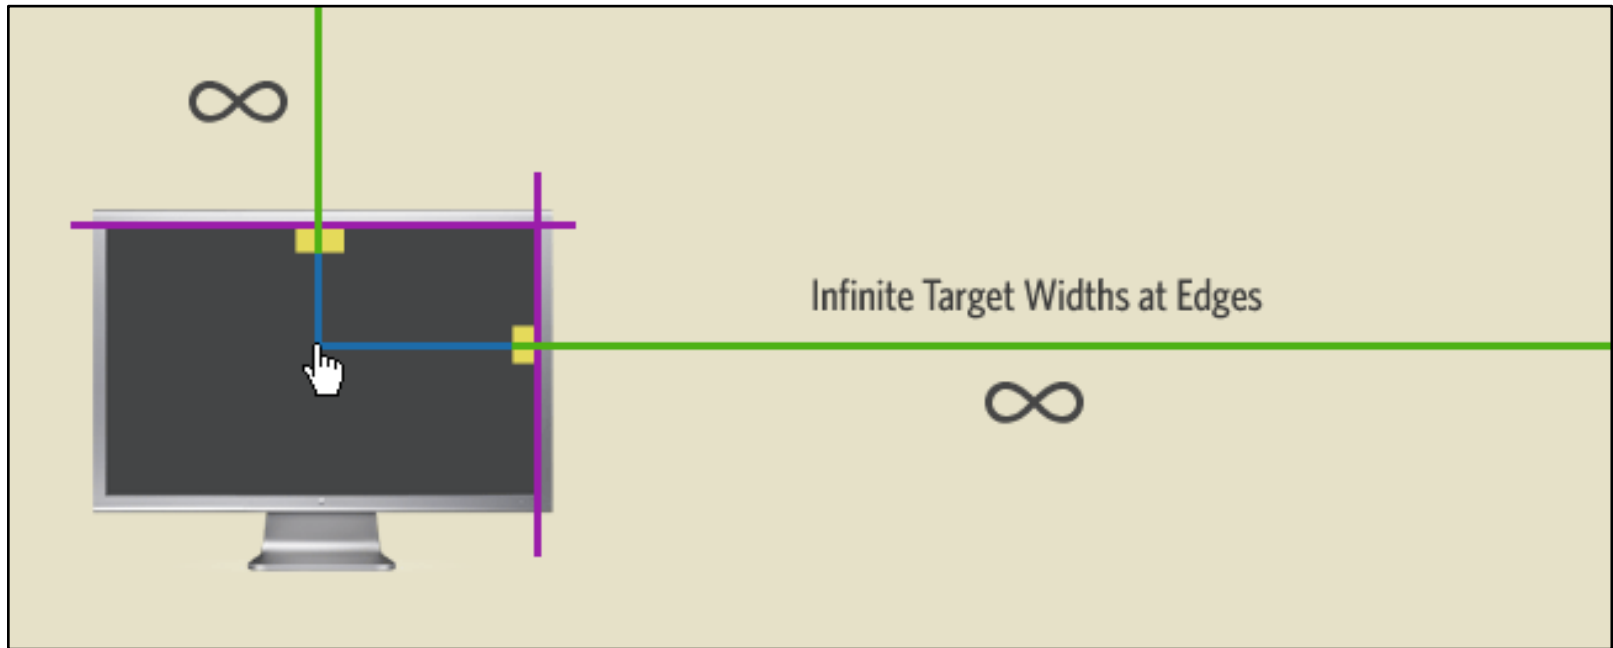 ∞
Infinite Target Widths at Edges
∞